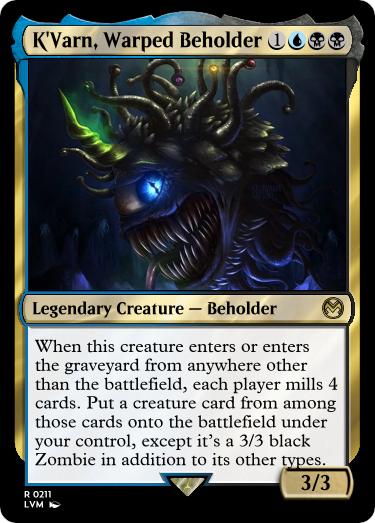 K'Varn, Warped Beholder 1
Legendary Creature — Beholder
When this creature enters or enters
the graveyard from anywhere other
than the battlefield, each player mills 4
cards. Put a creature card from among
those cards onto the battlefield under
your control, except it's a 3/3 black
Zombie in addition to its other types.
3/3
R 0211
LVM